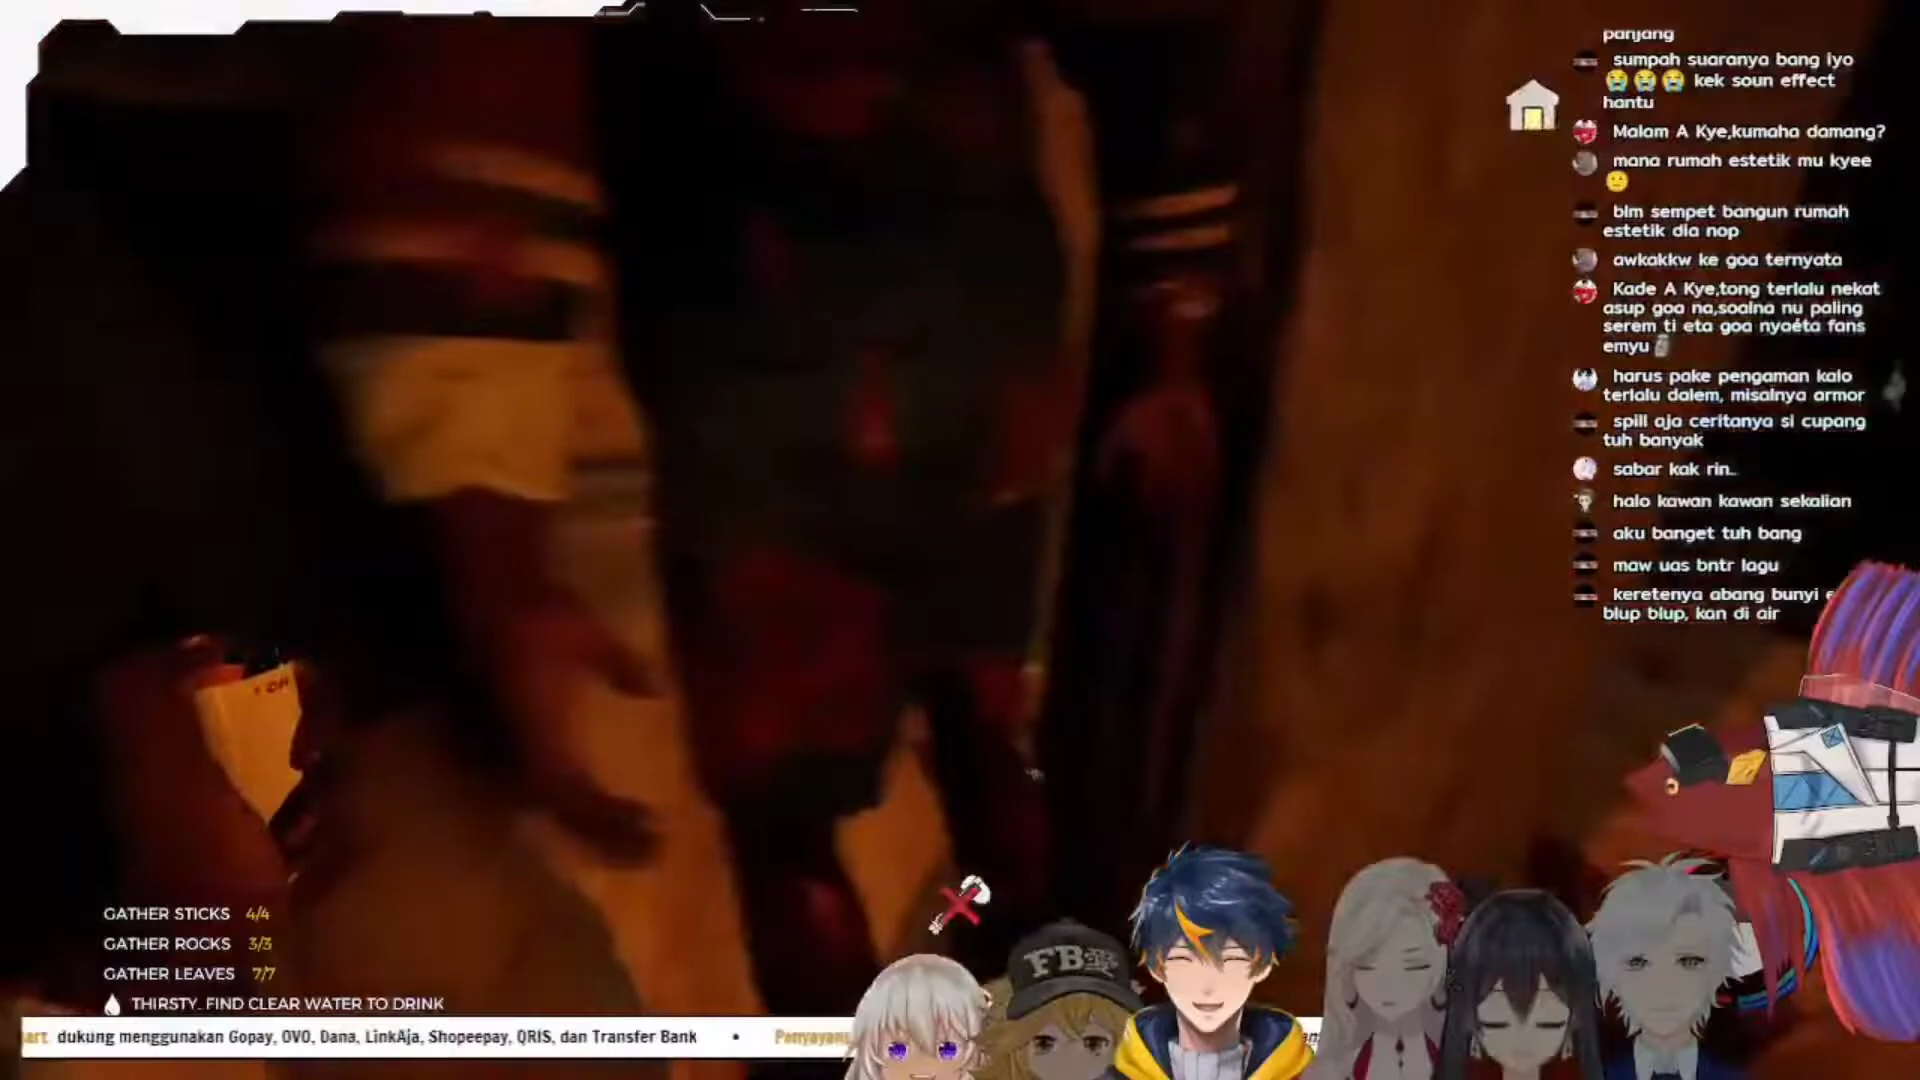 panjang
sumpah suaranya bang Iyo
😭😭😭 kek soun effect
hantu
Malam A Kye,kumaha damang?
mana rumah estetik mu kyee
🙂
blm sempet bangun rumah
estetik dia nop
awkakkw ke goa ternyata
Kade A Kye,tong terlalu nekat
asup goa na,soalna nu paling
serem ti eta goa nyaéta fans
emyu 🗿
harus pake pengaman kalo
terlalu dalem, misalnya armor
spill aja ceritanya si cupang
tuh banyak
sabar kak rin..
halo kawan kawan sekalian
aku banget tuh bang
maw uas bntr lagu
keretenya abang bunyi
blup blup, kan di air
GATHER STICKS 4/4
GATHER ROCKS 3/3
GATHER LEAVES 7/7
THIRSTY. FIND CLEAR WATER TO DRINK
dukung menggunakan Gopay, OVO, Dana, LinkAja, Shopeepay, QRIS, dan Transfer Bank •